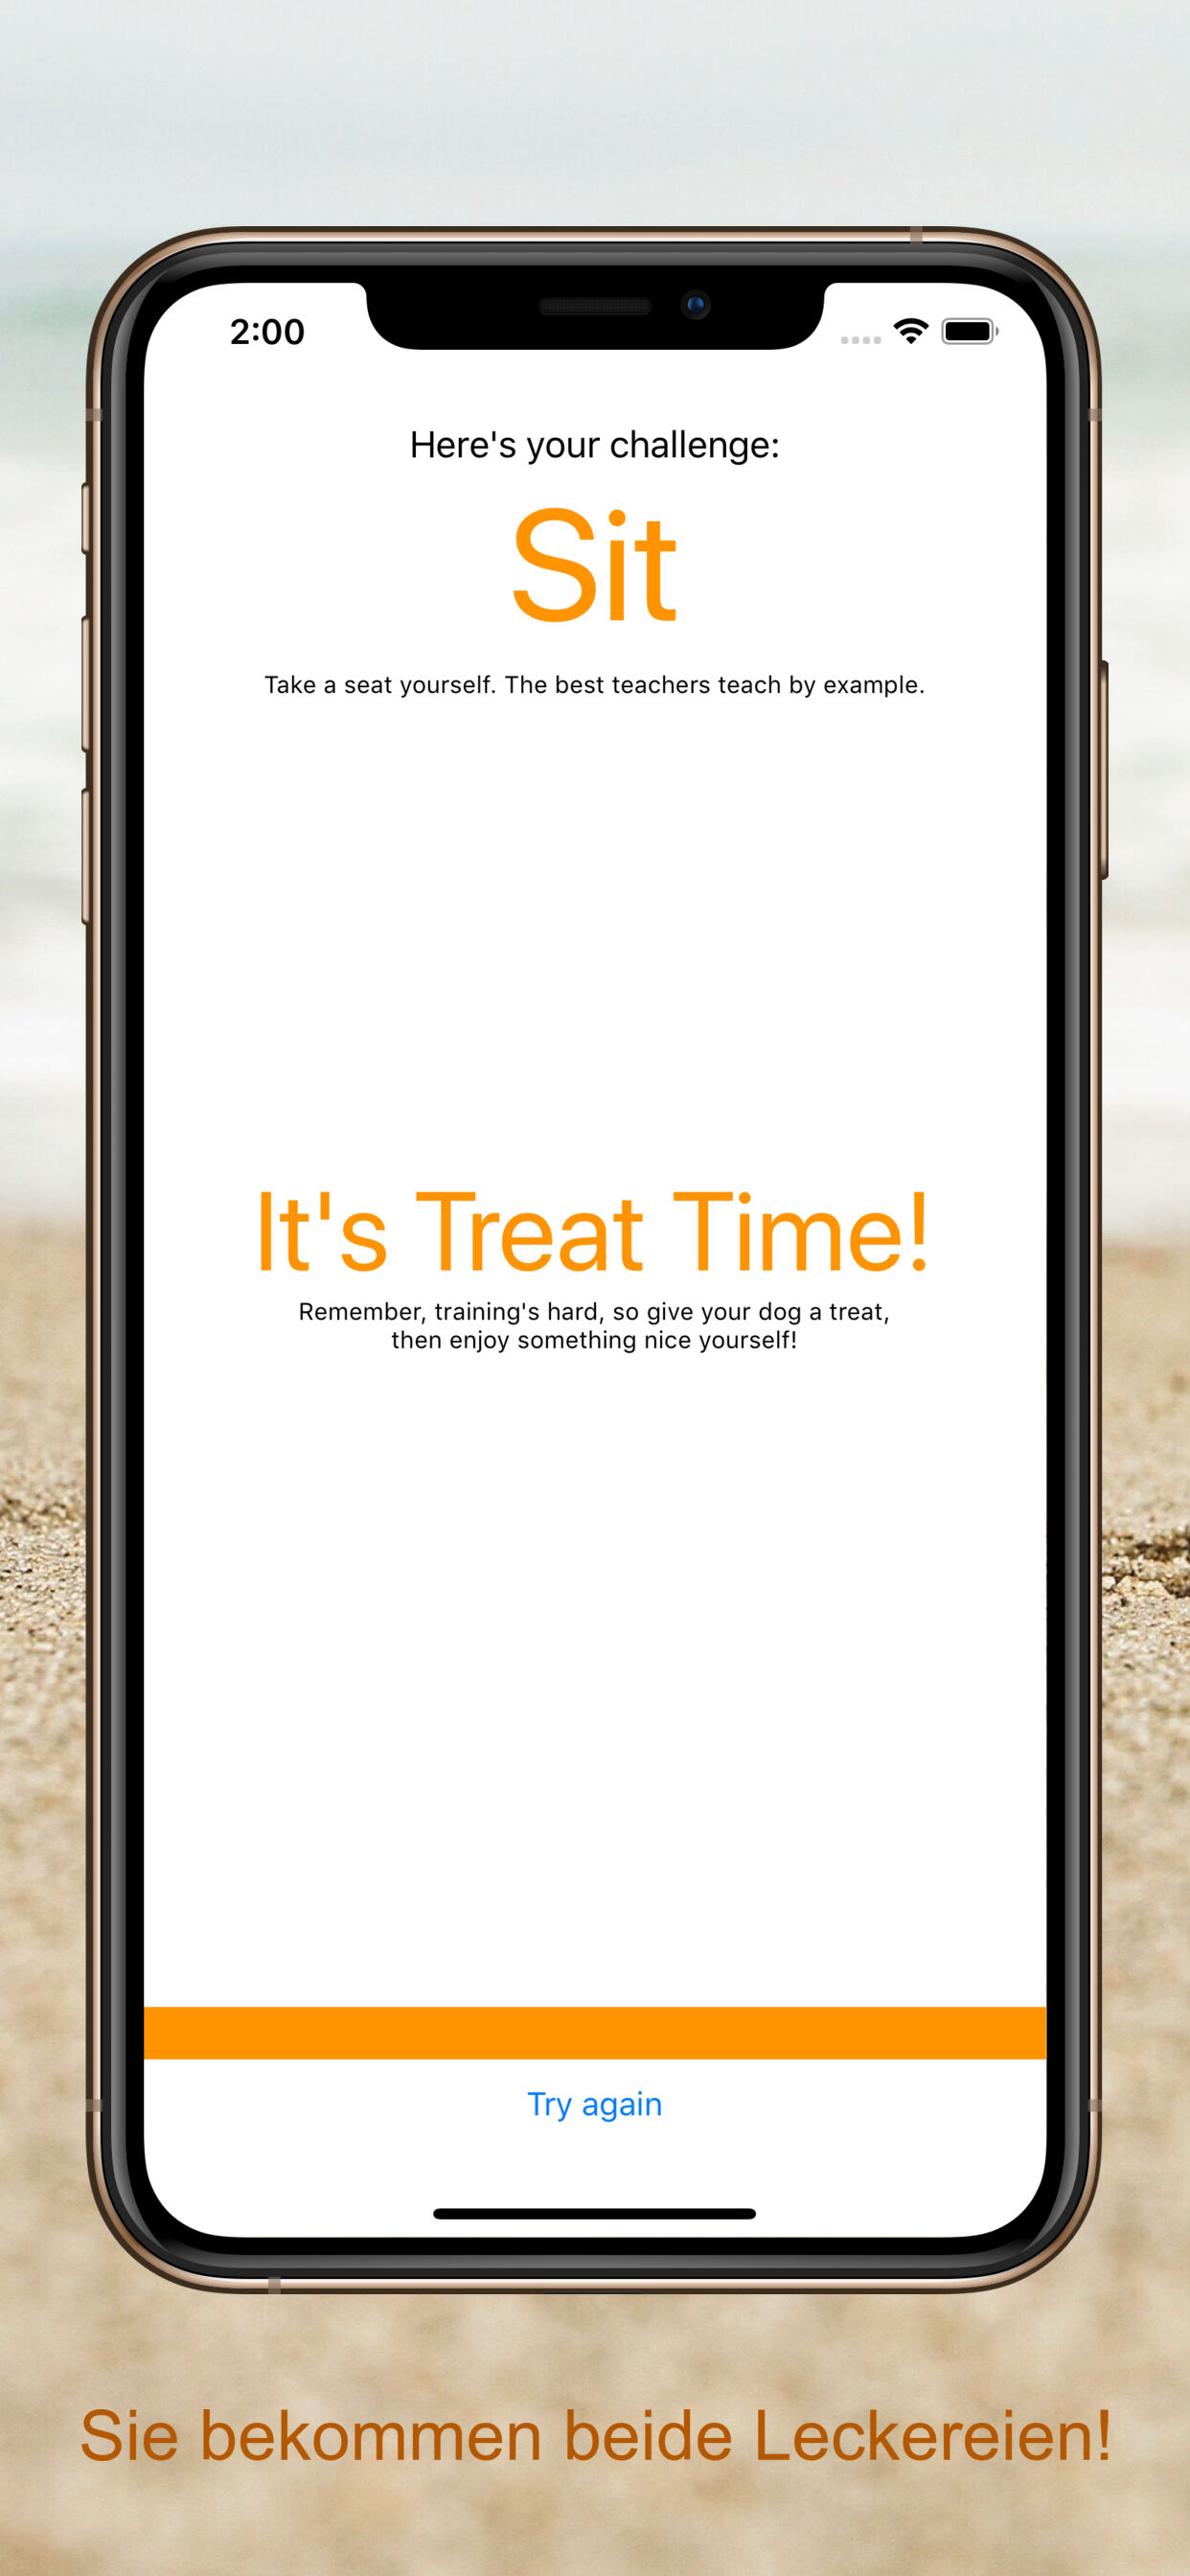 2:00
Here's your challenge:
Sit
Take a seat yourself. The best teachers teach by example.
It's Treat Time!
Remember, training's hard, so give your dog a treat,
then enjoy something nice yourself!
Try again
Sie bekommen beide Leckereien!